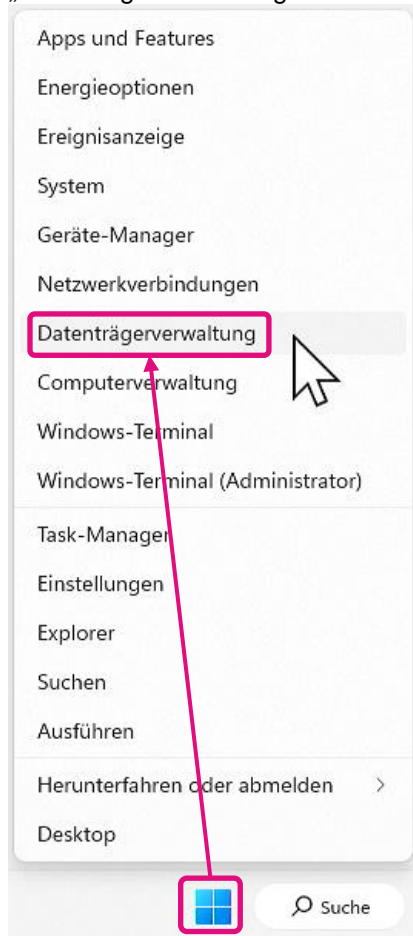 Apps und Features
Energieoptionen
Ereignisanzeige
System
Geräte-Manager
Netzwerkverbindungen
Datenträgerverwaltung
Computerverwaltung
Windows-Terminal
Windows-Terminal (Administrator)
Task-Manager
Einstellungen
Explorer
Suchen
Ausführen
Herunterfahren oder abmelden
Desktop
Suche